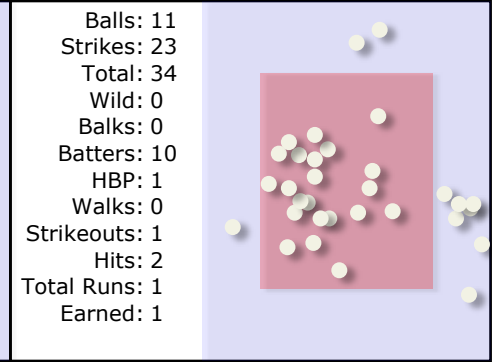 Balls: 11
Strikes: 23
Total: 34
Wild: 0
Balks: 0
Batters: 10
HBP: 1
Walks: 0
Strikeouts: 1
Hits: 2
Total Runs: 1
Earned: 1